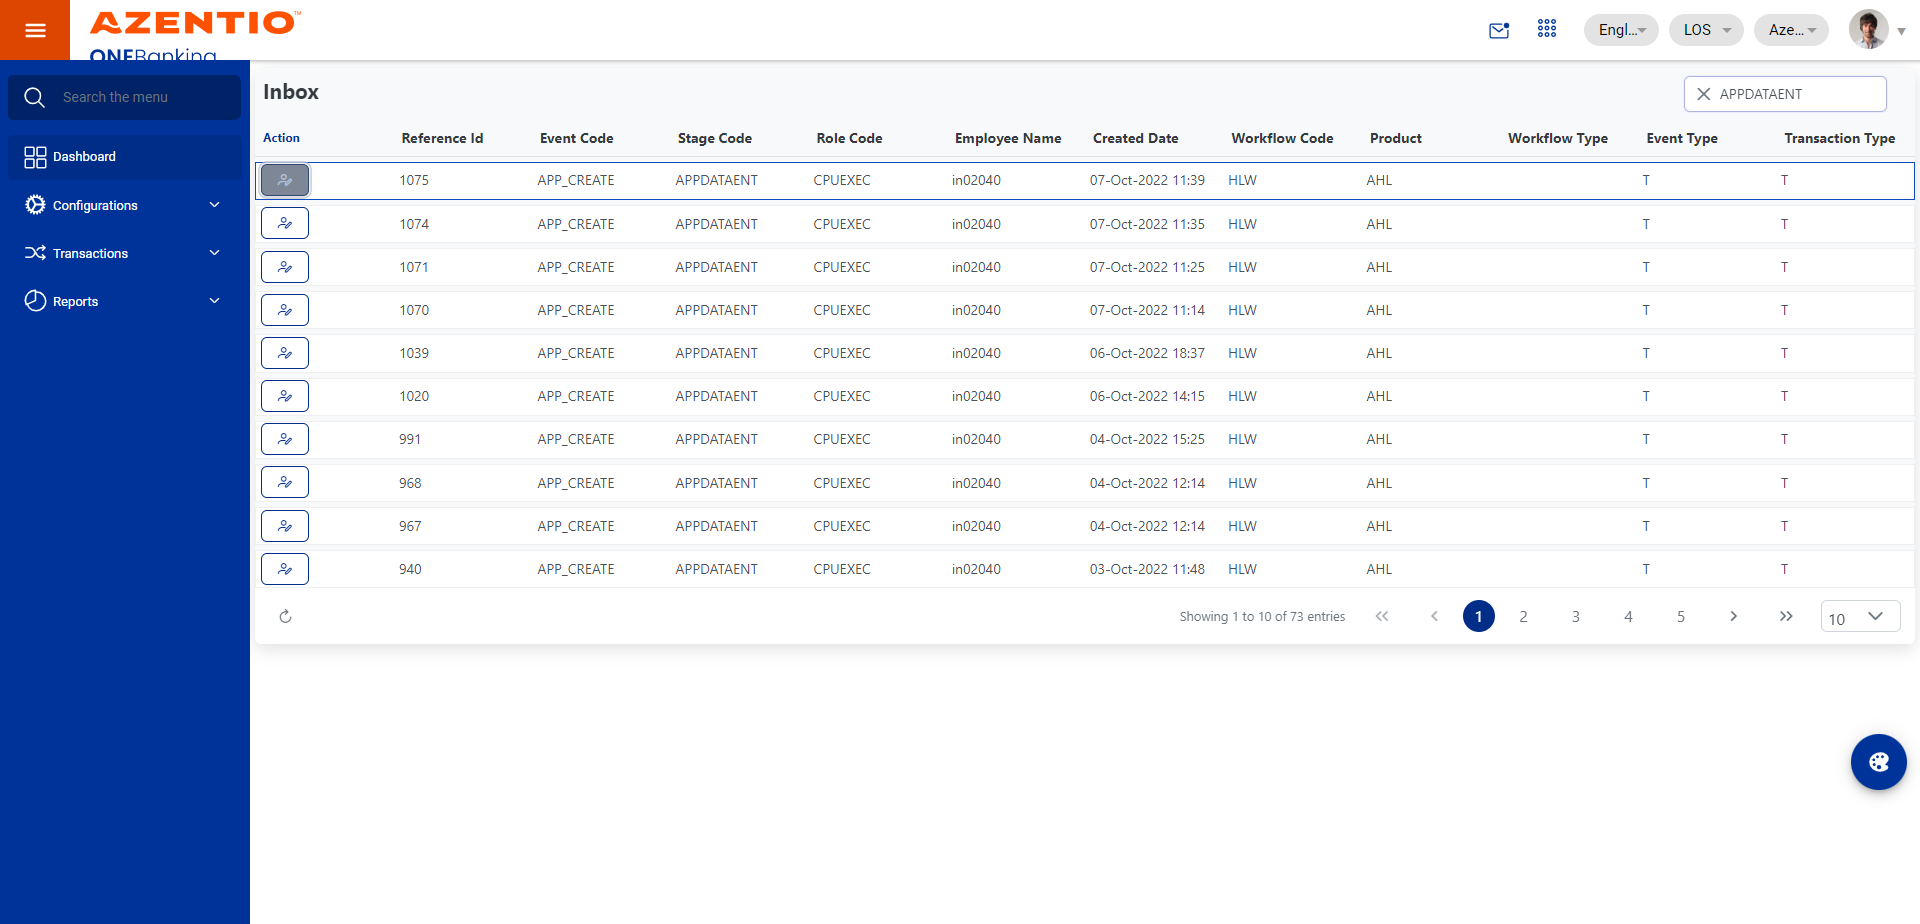 AZENTIO™
ONEBanking
Engl...
LOS
Aze...
Search the menu
Dashboard
Configurations
Transactions
Reports
Inbox
APPDATAENT
Action Reference Id Event Code Stage Code Role Code Employee Name Created Date Workflow Code Product Workflow Type Event Type Transaction Type
1075 APP_CREATE APPDATAENT CPUEXEC in02040 07-Oct-2022 11:39 HLW AHL T T
1074 APP_CREATE APPDATAENT CPUEXEC in02040 07-Oct-2022 11:35 HLW AHL T T
1071 APP_CREATE APPDATAENT CPUEXEC in02040 07-Oct-2022 11:25 HLW AHL T T
1070 APP_CREATE APPDATAENT CPUEXEC in02040 07-Oct-2022 11:14 HLW AHL T T
1039 APP_CREATE APPDATAENT CPUEXEC in02040 06-Oct-2022 18:37 HLW AHL T T
1020 APP_CREATE APPDATAENT CPUEXEC in02040 06-Oct-2022 14:15 HLW AHL T T
991 APP_CREATE APPDATAENT CPUEXEC in02040 04-Oct-2022 15:25 HLW AHL T T
968 APP_CREATE APPDATAENT CPUEXEC in02040 04-Oct-2022 12:14 HLW AHL T T
967 APP_CREATE APPDATAENT CPUEXEC in02040 04-Oct-2022 12:14 HLW AHL T T
940 APP_CREATE APPDATAENT CPUEXEC in02040 03-Oct-2022 11:48 HLW AHL T T
Showing 1 to 10 of 73 entries 1 2 3 4 5 10